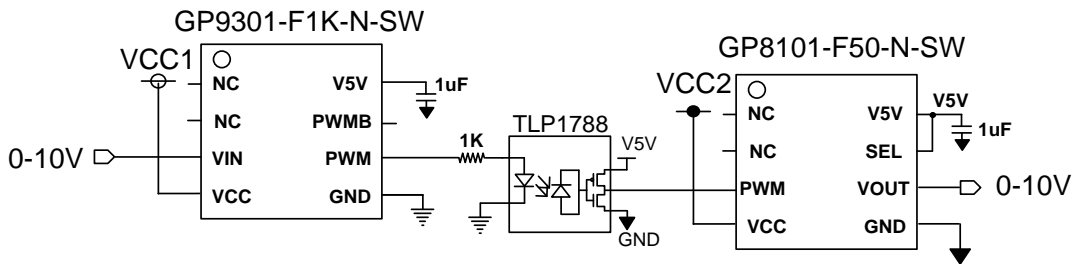 GP9301-F1K-N-SW
VCC1
NC
NC
VIN
VCC
V5V
PWMB
PWM
GND
1uF
0-10V
1K
TLP1788
V5V
GND
GP8101-F50-N-SW
VCC2
NC
NC
PWM
VCC
V5V
SEL
VOUT
GND
V5V
1uF
0-10V